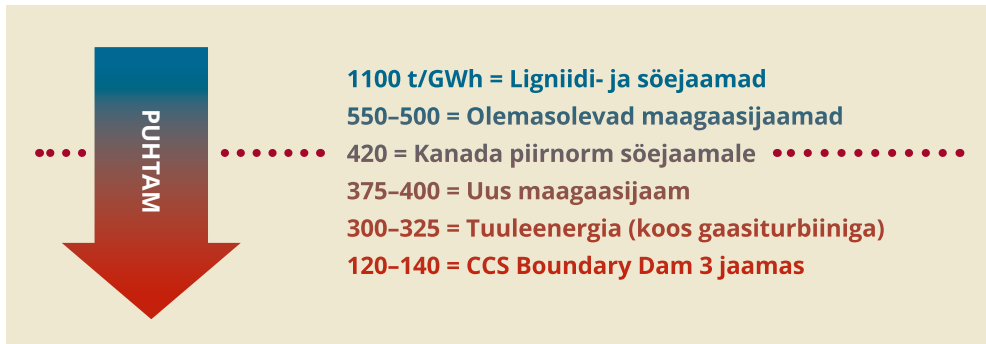 PUHTAM
1100 t/GWh = Ligniidi- ja söejaamad
550–500 = Olemasolevad maagaasijaamad
420 = Kanada piirnorm söejaamale
375–400 = Uus maagaasijaam
300–325 = Tuuleenergia (koos gaasiturbiiniga)
120–140 = CCS Boundary Dam 3 jaamas